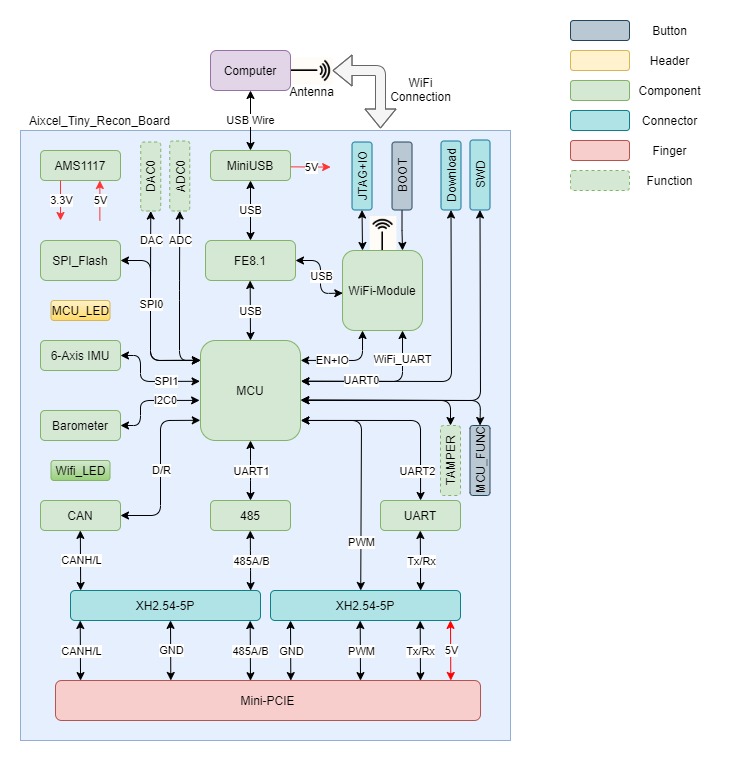 Button
Computer
Header
Antenna
WiFi
Connection
Component
USB Wire
Aixcel_Tiny_Recon_Board
Connector
Finger
Function
AMS1117
DAC0
ADC0
MiniUSB
5V
JTAG+IO
BOOT
Download
SWD
3.3V
5V
USB
DAC
ADC
SPI_Flash
FE8.1
USB
WiFi-Module
SPI0
MCU_LED
USB
6-Axis IMU
EN+IO
WiFi_UART
SPI1
UART0
MCU
I2C0
Barometer
TAMPER
MCU_FUNC
Wifi_LED
D/R
UART1
UART2
CAN
485
UART
PWM
CANH/L
485A/B
Tx/Rx
XH2.54-5P
XH2.54-5P
CANH/L
GND
485A/B
GND
PWM
Tx/Rx
5V
Mini-PCIE